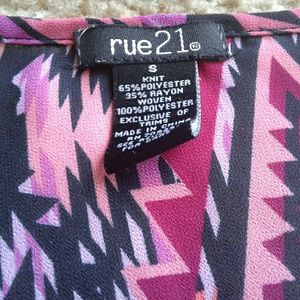 rue21
S
KNIT
65%POLYESTER
35% RAYON
WOVEN
100%POLYESTER
EXCLUSIVE OF
TRIMS
MADE IN CHINA